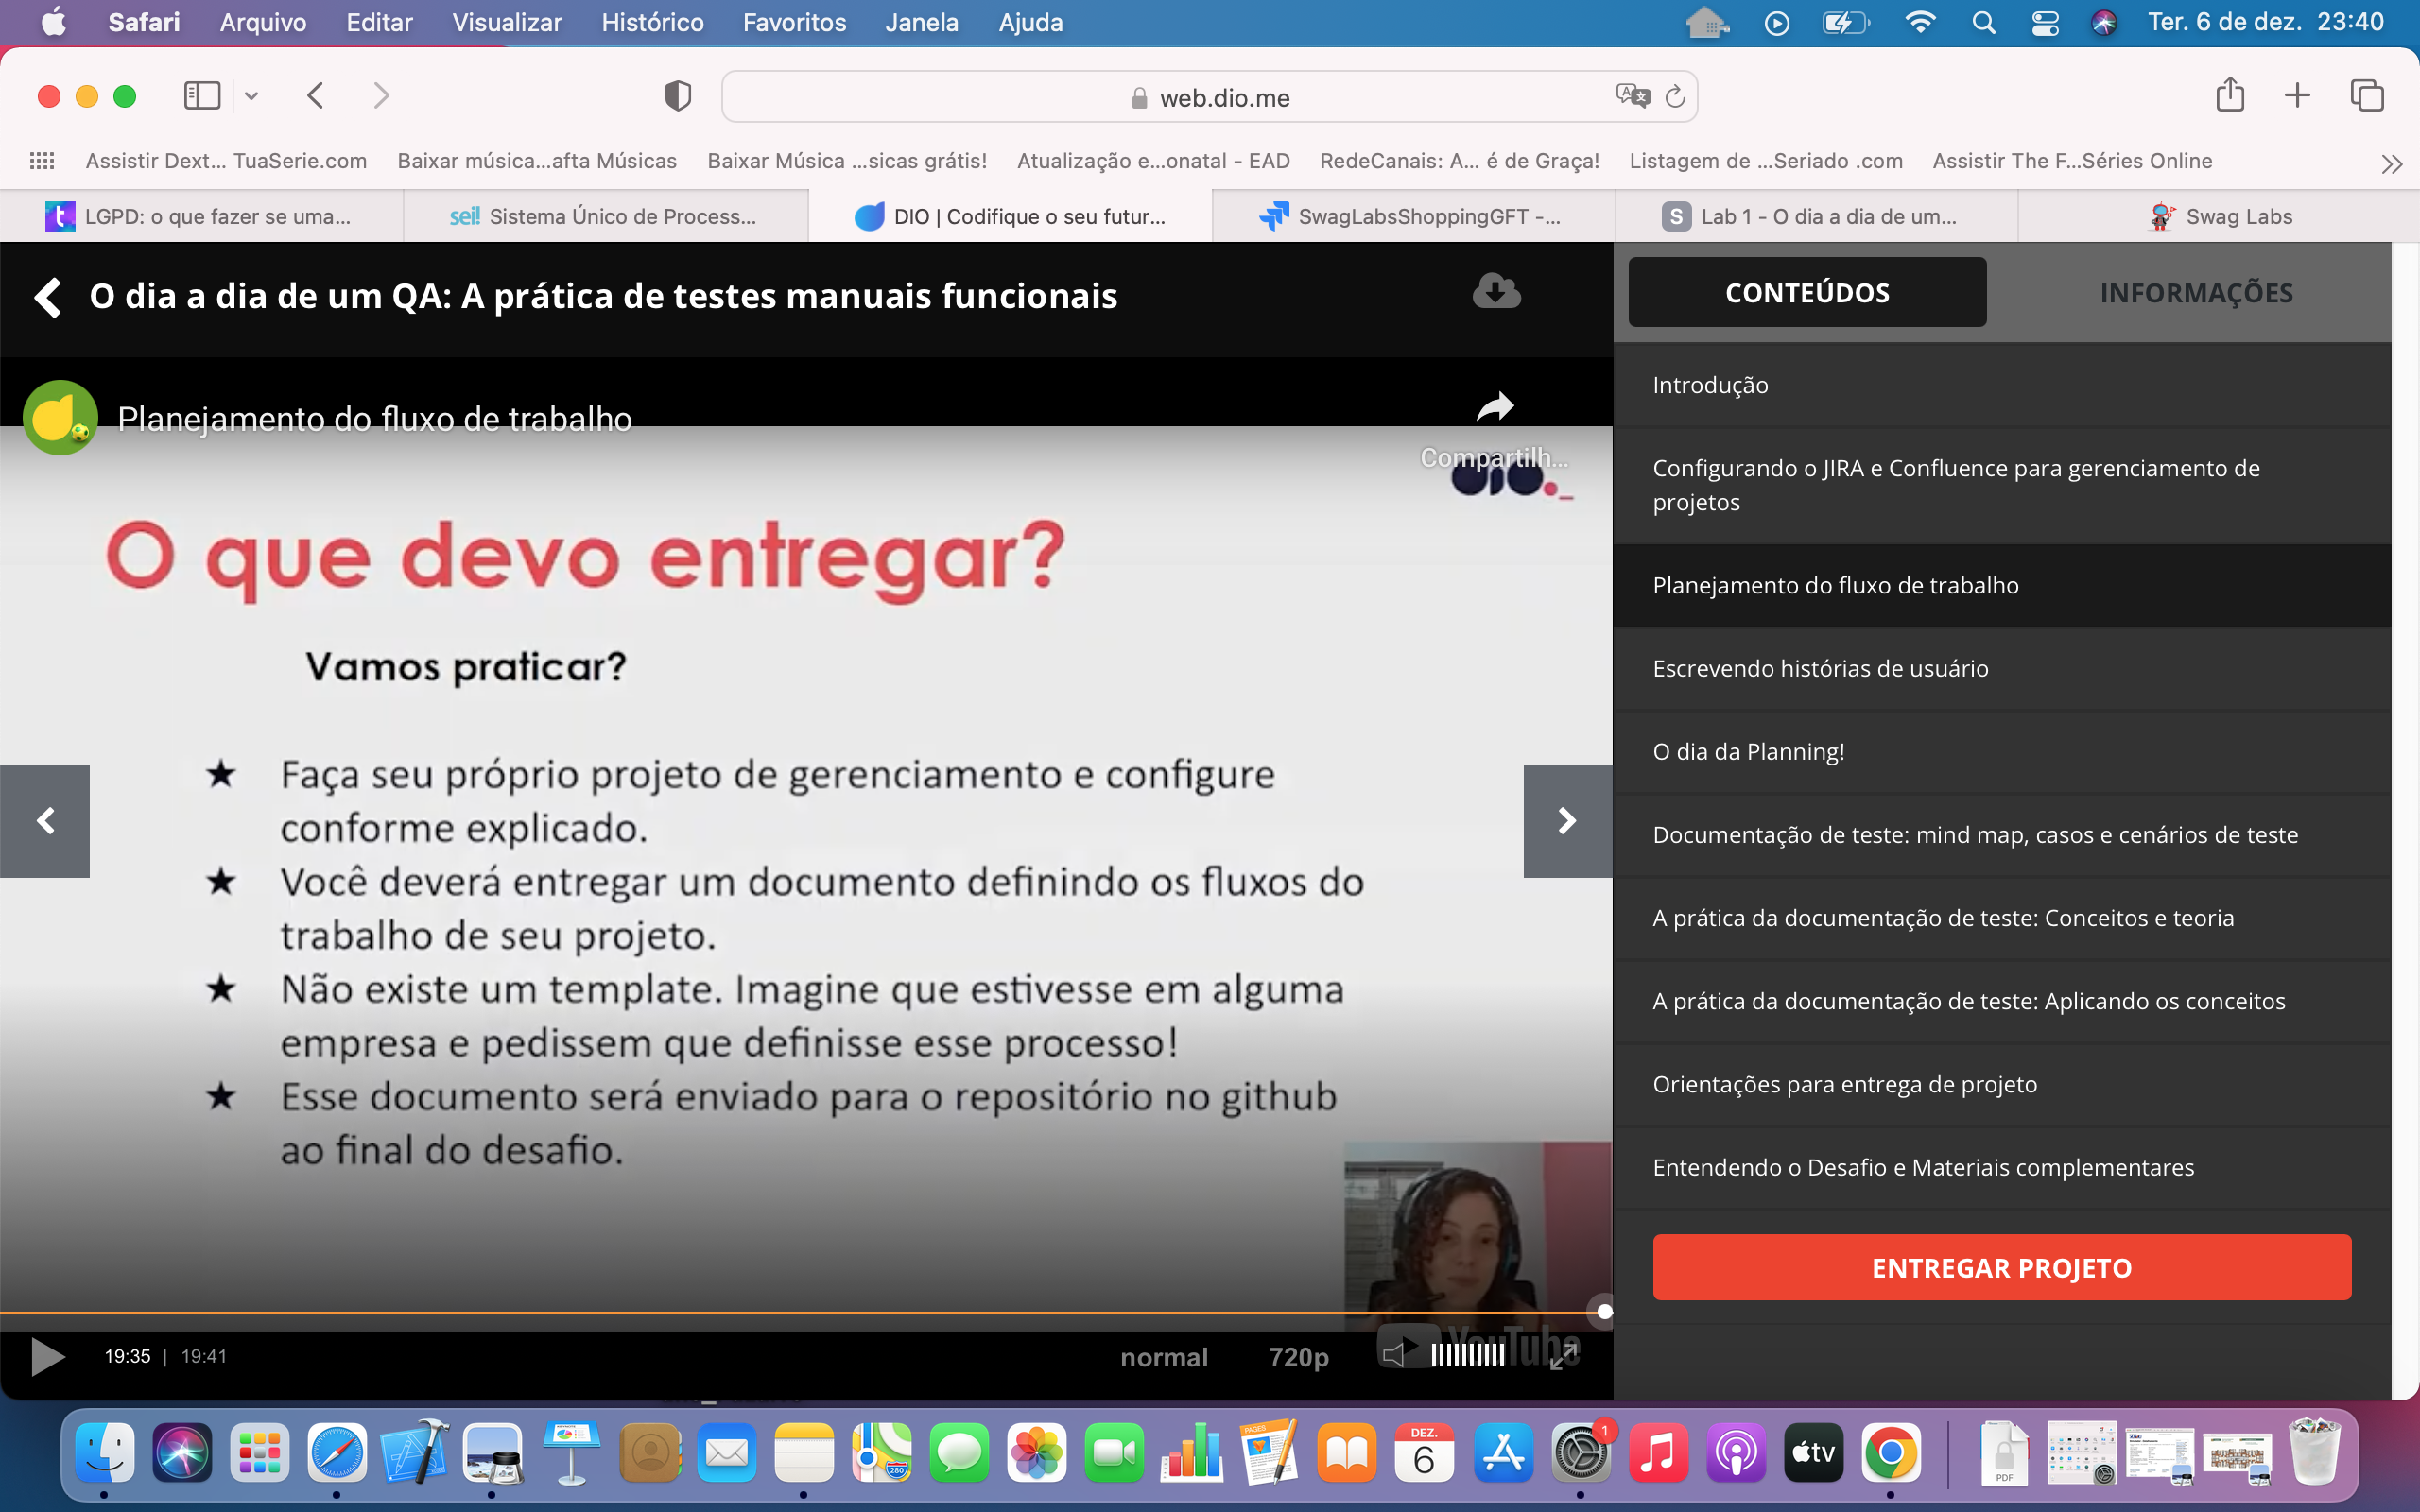 Safari Arquivo Editar Visualizar Histórico Favoritos Janela Ajuda Ter. 6 de dez. 23:40
web.dio.me
Assistir Dext... TuaSerie.com Baixar música...afta Músicas Baixar Música ...sicas grátis! Atualização e...onatal - EAD RedeCanais: A... é de Graça! Listagem de ...Seriado .com Assistir The F...Séries Online
LGPD: o que fazer se uma... sei! Sistema Único de Process... DIO | Codifique o seu futur... SwagLabsShoppingGFT -... S Lab 1 - O dia a dia de um... Swag Labs
O dia a dia de um QA: A prática de testes manuais funcionais
Planejamento do fluxo de trabalho
Compartilh...
dio._
O que devo entregar?
Vamos praticar?
★ Faça seu próprio projeto de gerenciamento e configure
conforme explicado.
★ Você deverá entregar um documento definindo os fluxos do
trabalho de seu projeto.
★ Não existe um template. Imagine que estivesse em alguma
empresa e pedissem que definisse esse processo!
★ Esse documento será enviado para o repositório no github
ao final do desafio.
19:35 | 19:41
normal 720p
YouTube
CONTEÚDOS INFORMAÇÕES
Introdução
Configurando o JIRA e Confluence para gerenciamento de
projetos
Planejamento do fluxo de trabalho
Escrevendo histórias de usuário
O dia da Planning!
Documentação de teste: mind map, casos e cenários de teste
A prática da documentação de teste: Conceitos e teoria
A prática da documentação de teste: Aplicando os conceitos
Orientações para entrega de projeto
Entendendo o Desafio e Materiais complementares
ENTREGAR PROJETO
280
PAGES
DEZ.
6
1
tv
PDF